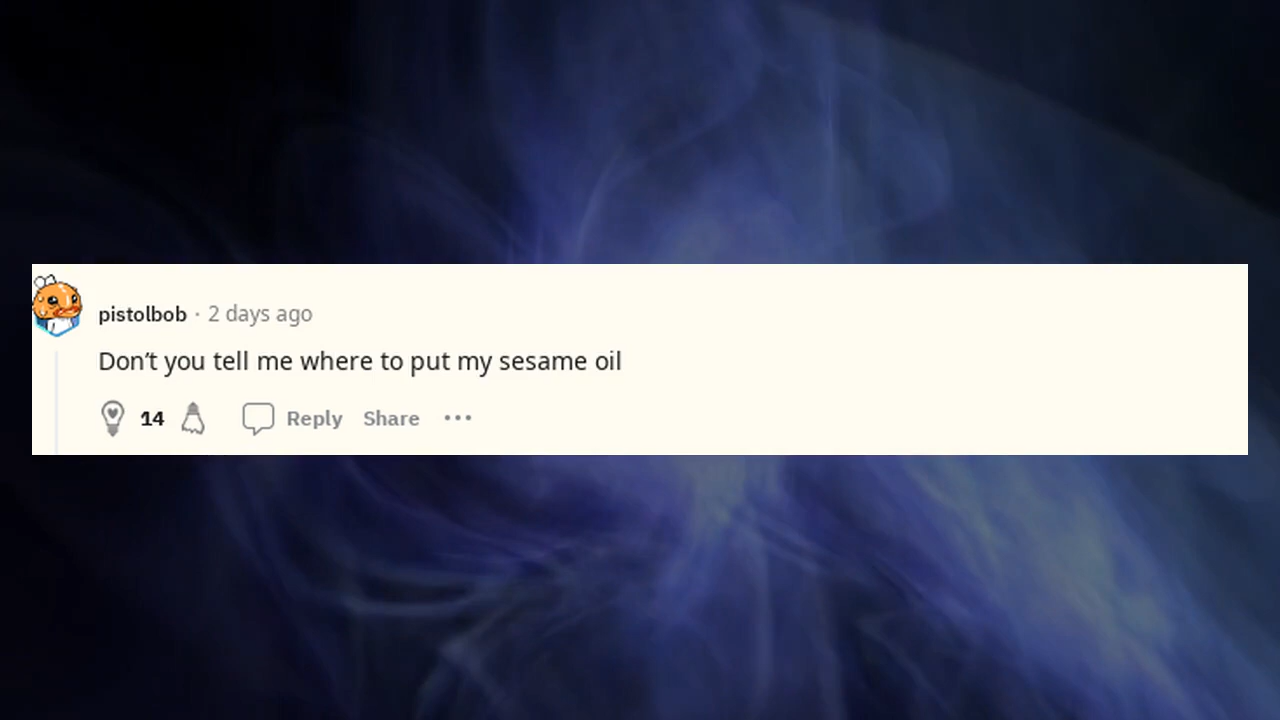 pistolbob · 2 days ago
Don’t you tell me where to put my sesame oil
14 Reply Share ···